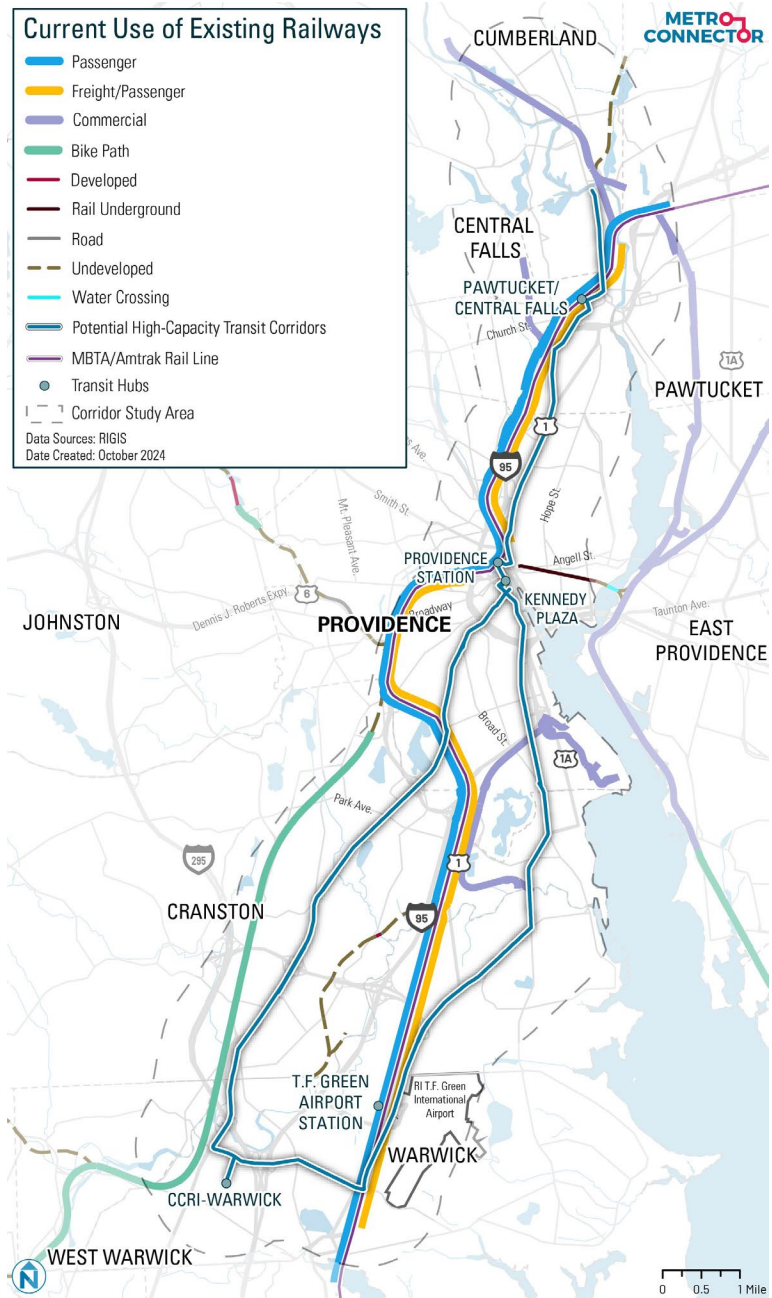 Current Use of Existing Railways
Passenger
Freight/Passenger
Commercial
Bike Path
Developed
Rail Underground
Road
Undeveloped
Water Crossing
Potential High-Capacity Transit Corridors
MBTA/Amtrak Rail Line
Transit Hubs
Corridor Study Area
Data Sources: RIGIS
Date Created: October 2024
METRO
CONNECTOR
CUMBERLAND
CENTRAL
FALLS
PAWTUCKET/
CENTRAL FALLS
Church St.
1A
PAWTUCKET
1
95
Ave.
Smith St.
Hope St.
Mt. Pleasant Ave.
PROVIDENCE
STATION
Angell St.
6
Dennis J. Roberts Expy.
Broadway
KENNEDY
PLAZA
Taunton Ave.
JOHNSTON
PROVIDENCE
EAST
PROVIDENCE
Broad St.
1A
Park Ave.
295
1
CRANSTON
95
T.F. GREEN
AIRPORT
STATION
RI T.F. Green
International
Airport
WARWICK
CCRI-WARWICK
WEST WARWICK
N
0 0.5 1 Mile